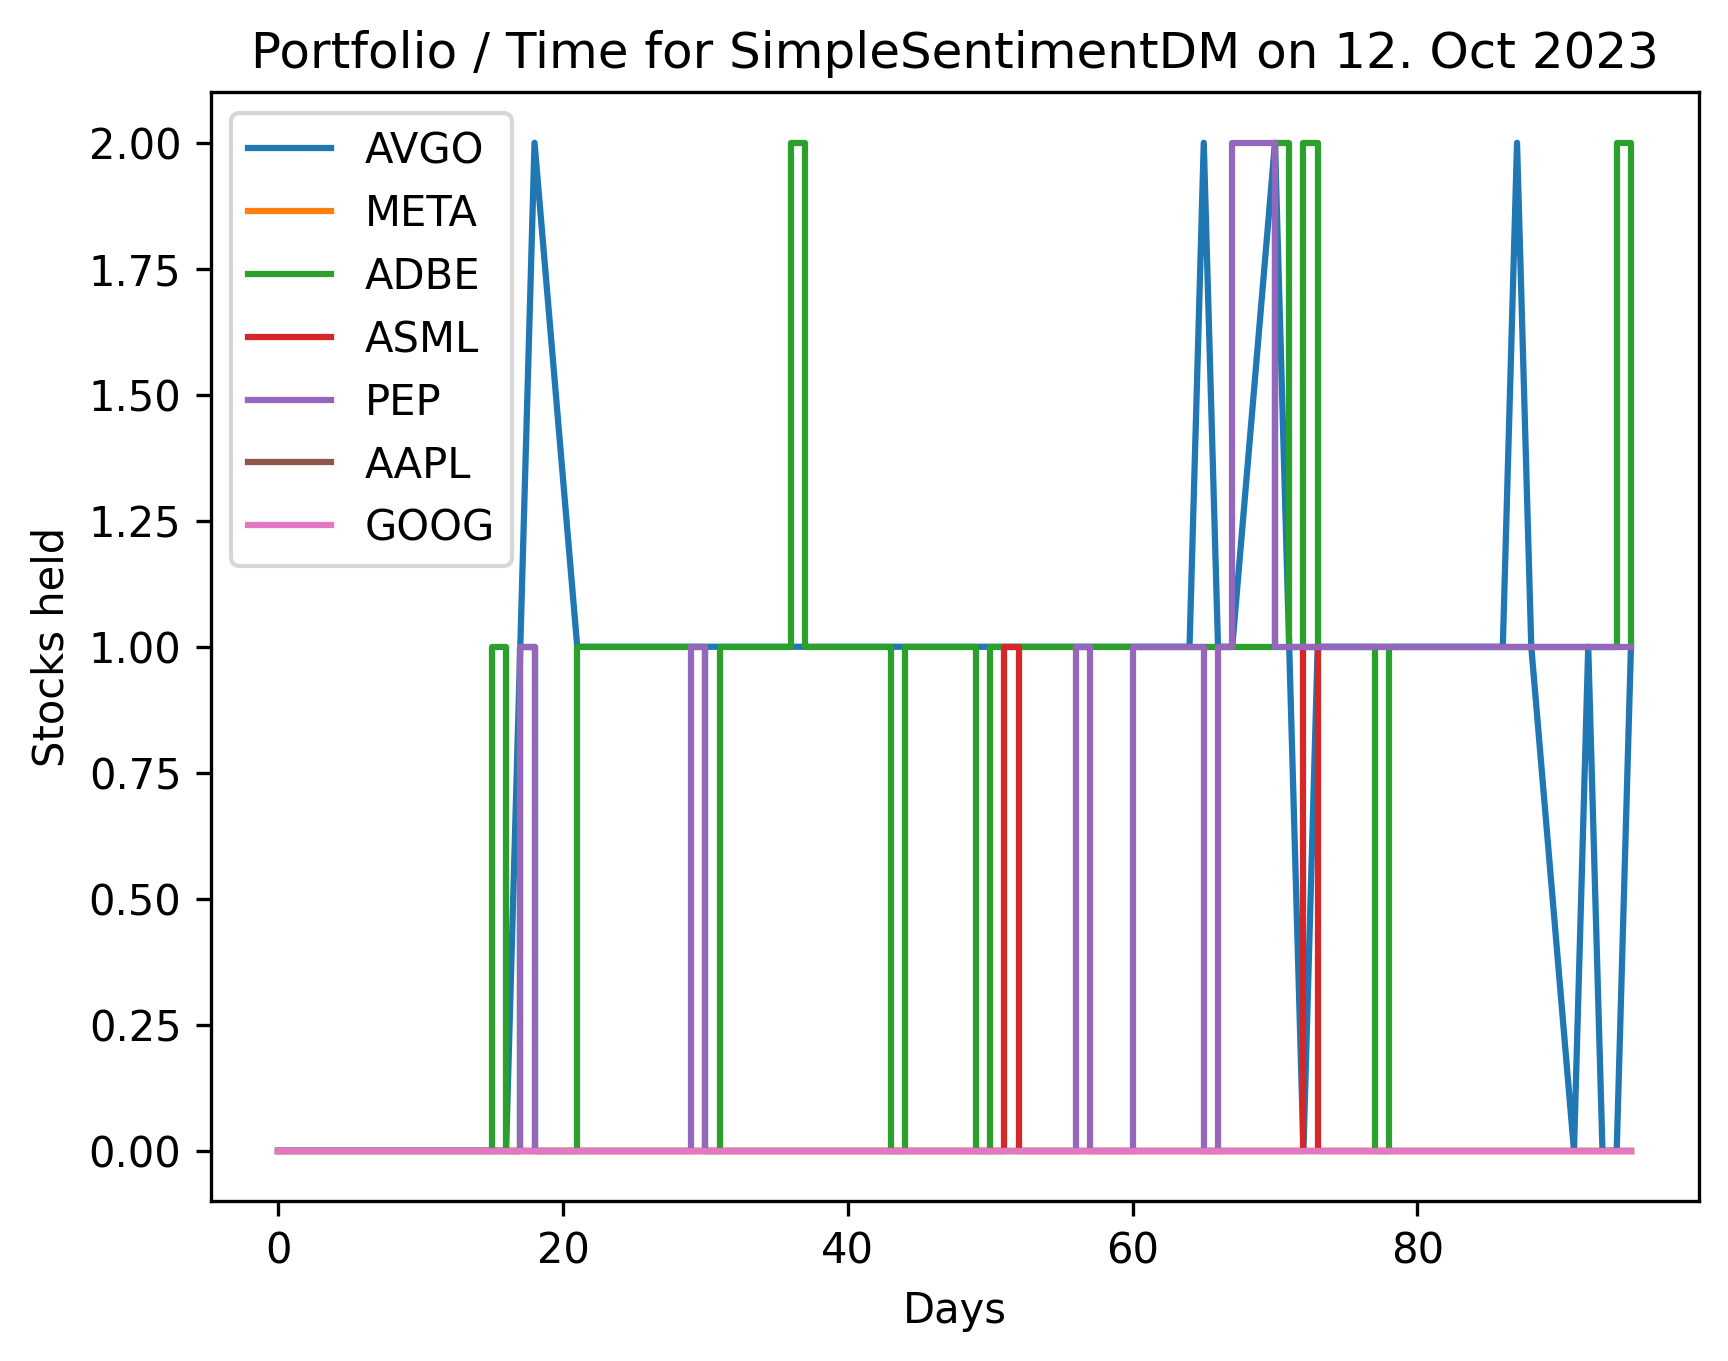 Portfolio / Time for SimpleSentimentDM on 12. Oct 2023
AVGO
META
ADBE
ASML
PEP
AAPL
GOOG
2.00
1.75
1.50
1.25
1.00
0.75
0.50
0.25
0.00
Stocks held
0 20 40 60 80
Days